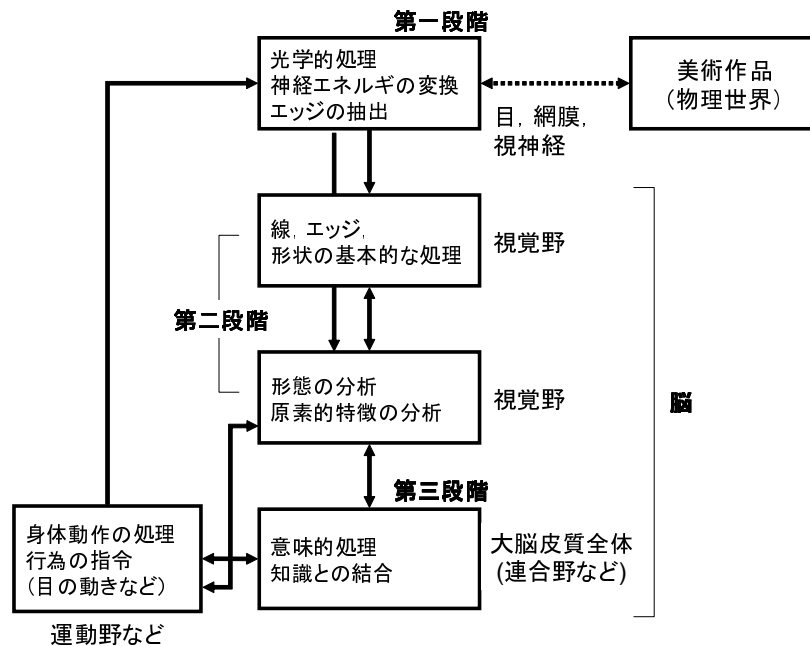 第一段階
光学的処理
神経エネルギの変換
エッジの抽出
美術作品
（物理世界）
目，網膜，
視神経
線，エッジ，
形状の基本的な処理
視覚野
第二段階
形態の分析
原素的特徴の分析
視覚野
脳
第三段階
身体動作の処理
行為の指令
(目の動きなど)
意味的処理
知識との結合
大脳皮質全体
(連合野など)
運動野など